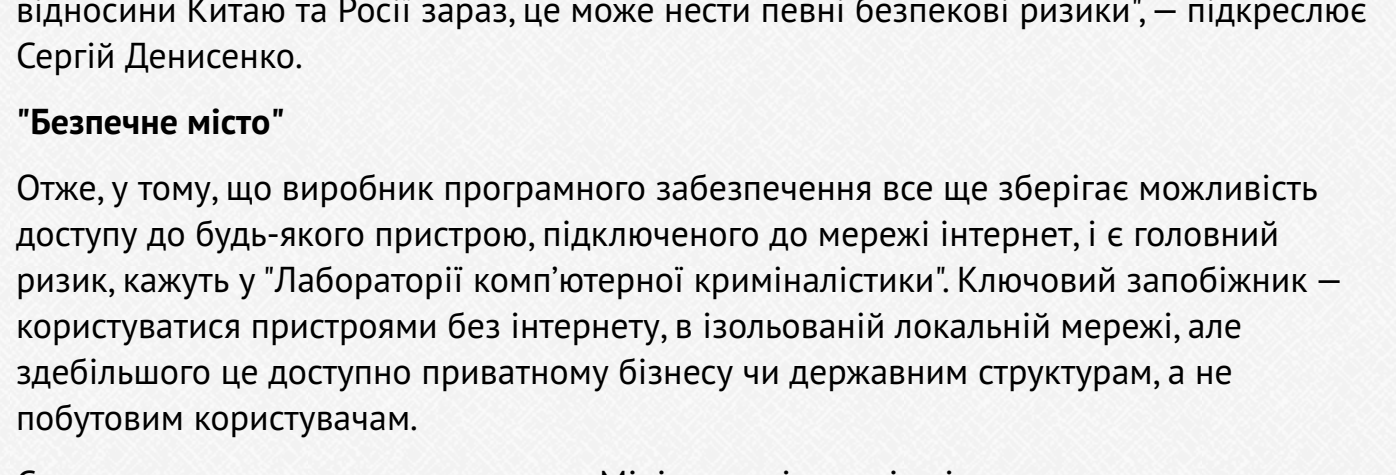 відносини Китаю та Росії зараз, це може нести певні безпекові ризики", — підкреслює
Сергій Денисенко.
"Безпечне місто"
Отже, у тому, що виробник програмного забезпечення все ще зберігає можливість
доступу до будь-якого пристрою, підключеного до мережі інтернет, і є головний
ризик, кажуть у "Лабораторії комп’ютерної криміналістики". Ключовий запобіжник —
користуватися пристроями без інтернету, в ізольованій локальній мережі, але
здебільшого це доступно приватному бізнесу чи державним структурам, а не
побутовим користувачам.